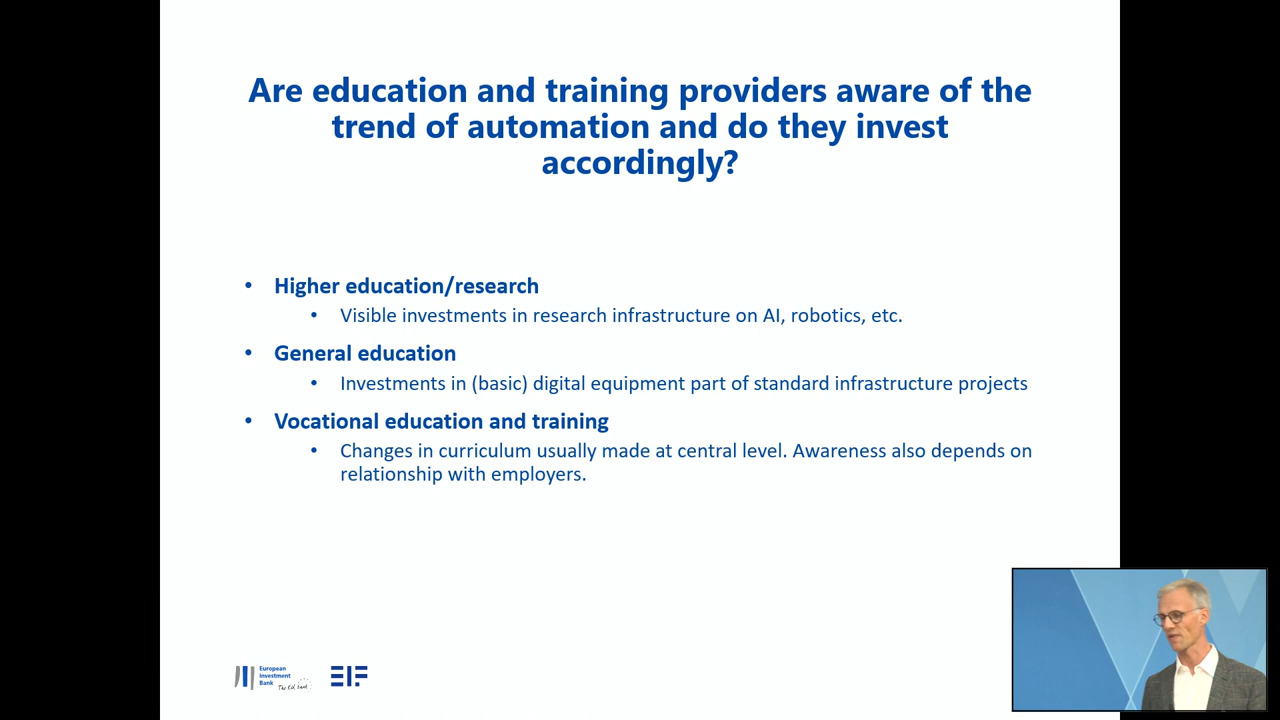 Are education and training providers aware of the
trend of automation and do they invest
accordingly?
• Higher education/research
• Visible investments in research infrastructure on AI, robotics, etc.
• General education
• Investments in (basic) digital equipment part of standard infrastructure projects
• Vocational education and training
• Changes in curriculum usually made at central level. Awareness also depends on
relationship with employers.
European
Investment
Bank
The EU bank
EIF